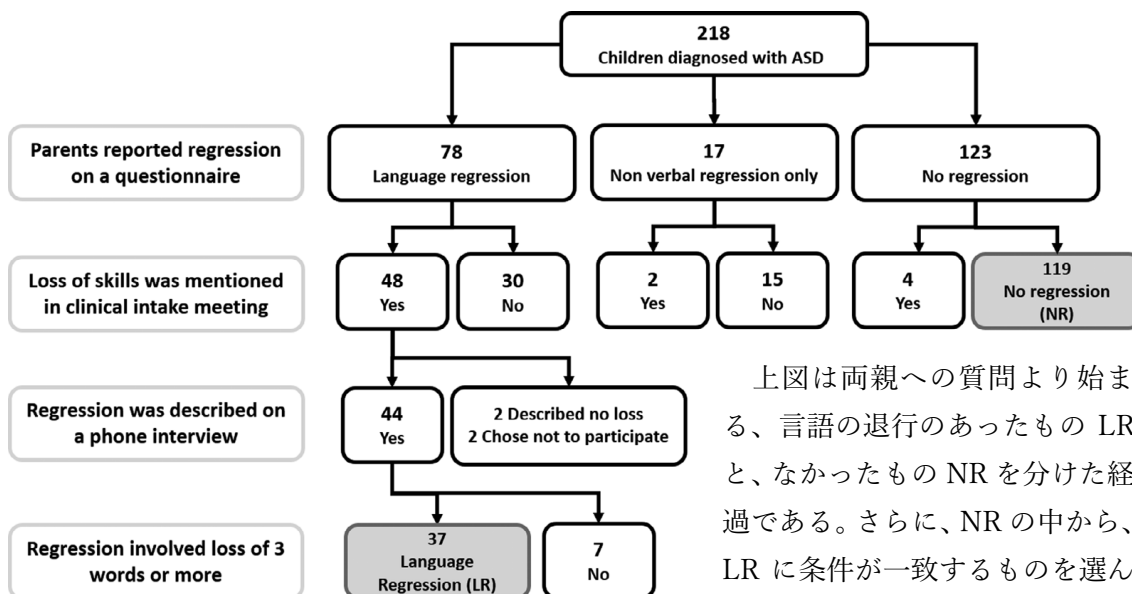 218
Children diagnosed with ASD
Parents reported regression
on a questionnaire
78
Language regression
17
Non verbal regression only
123
No regression
Loss of skills was mentioned
in clinical intake meeting
48
Yes
30
No
2
Yes
15
No
4
Yes
119
No regression
(NR)
Regression was described on
a phone interview
44
Yes
2 Described no loss
2 Chose not to participate
Regression involved loss of 3
words or more
37
Language
Regression (LR)
7
No
上図は両親への質問より始ま
る、言語の退行のあったもの LR
と、なかったもの NR を分けた経
過である。さらに、NR の中から、
LR に条件が一致するものを選ん